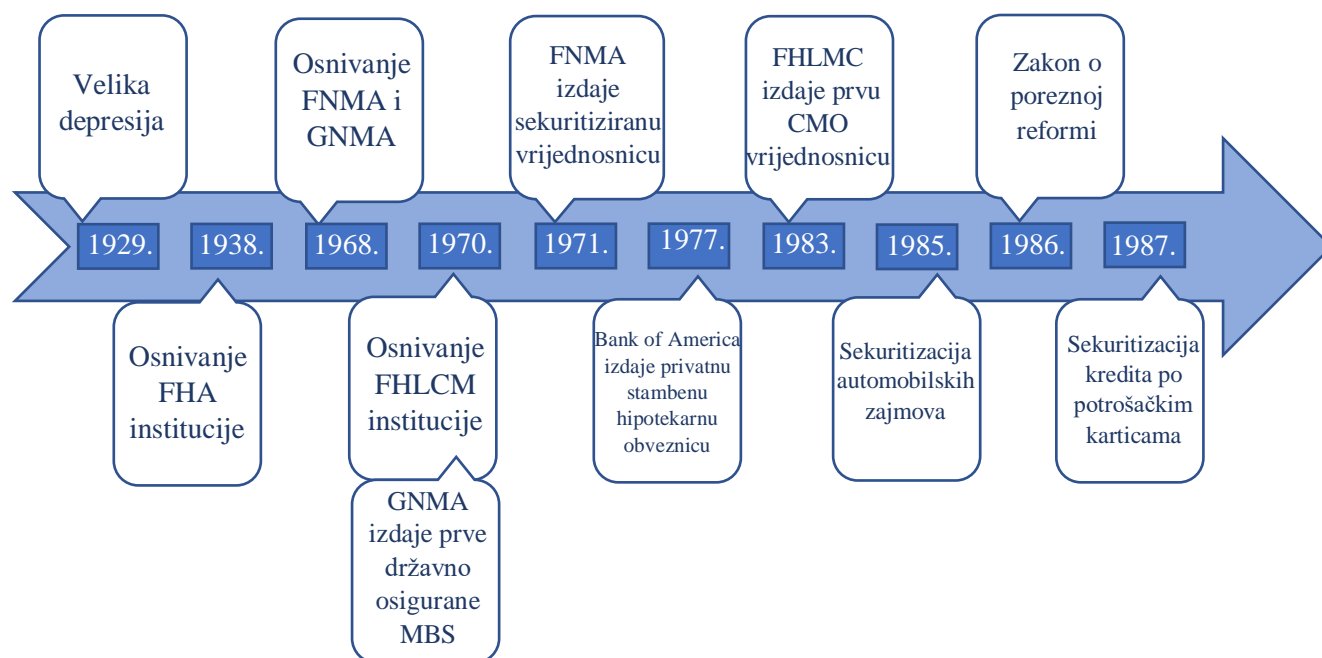 Velika
depresija
Osnivanje
FNMA i
GNMA
FNMA
izdaje
sekuritiziranu
vrijednosnicu
FHLMC
izdaje prvu
CMO
vrijednosnicu
Zakon o
poreznoj
reformi
1929.
1938.
1968.
1970.
1971.
1977.
1983.
1985.
1986.
1987.
Osnivanje
FHA
institucije
Osnivanje
FHLCM
institucije
GNMA
izdaje prve
državno
osigurane
MBS
Bank of America
izdaje privatnu
stambenu
hipotekarnu
obveznicu
Sekuritizacija
automobilskih
zajmova
Sekuritizacija
kredita po
potrošačkim
karticama